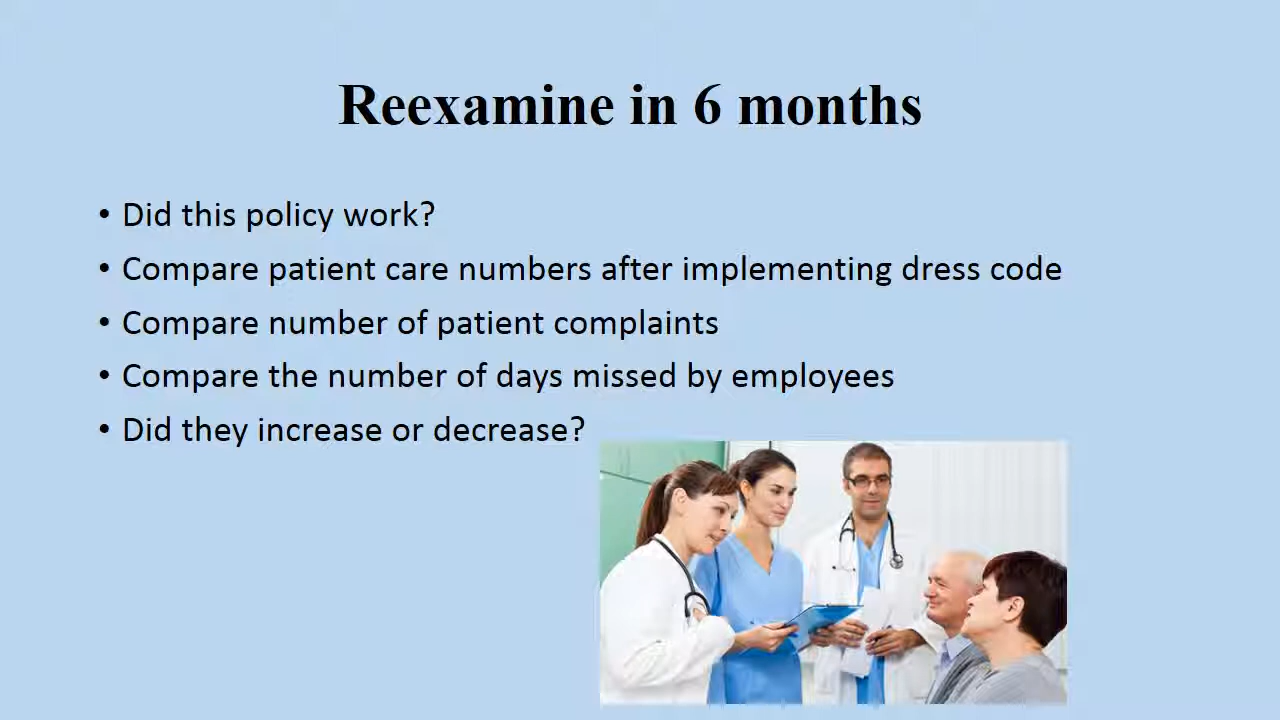 Reexamine in 6 months
• Did this policy work?
• Compare patient care numbers after implementing dress code
• Compare number of patient complaints
• Compare the number of days missed by employees
• Did they increase or decrease?